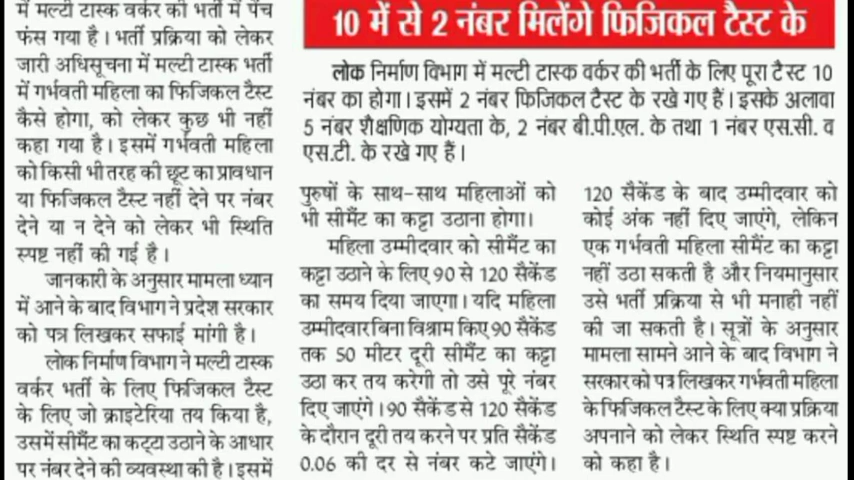 में मल्टी टास्क वर्कर की भर्ती में पेंच
फंस गया है। भर्ती प्रक्रिया को लेकर
जारी अधिसूचना में मल्टी टास्क भर्ती
में गर्भवती महिला का फिजिकल टैस्ट
कैसे होगा, को लेकर कुछ भी नहीं
कहा गया है। इसमें गर्भवती महिला
को किसी भी तरह की छूट का प्रावधान
या फिजिकल टैस्ट नहीं देने पर नंबर
देने या न देने को लेकर भी स्थिति
स्पष्ट नहीं की गई है।
जानकारी के अनुसार मामला ध्यान
में आने के बाद विभाग ने प्रदेश सरकार
को पत्र लिखकर सफाई मांगी है।
लोक निर्माण विभाग ने मल्टी टास्क
वर्कर भर्ती के लिए फिजिकल टैस्ट
के लिए जो क्राइटेरिया तय किया है,
उसमें सीमैंट का कट्टा उठाने के आधार
पर नंबर देने की व्यवस्था की है। इसमें
10 में से 2 नंबर मिलेंगे फिजिकल टैस्ट के
लोक निर्माण विभाग में मल्टी टास्क वर्कर की भर्ती के लिए पूरा टैस्ट 10
नंबर का होगा। इसमें 2 नंबर फिजिकल टैस्ट के रखे गए हैं। इसके अलावा
5 नंबर शैक्षणिक योग्यता के, 2 नंबर बी.पी.एल. के तथा 1 नंबर एस.सी. व
एस.टी. के रखे गए हैं।
पुरुषों के साथ-साथ महिलाओं को
भी सीमैंट का कट्टा उठाना होगा।
महिला उम्मीदवार को सीमैंट का
कट्टा उठाने के लिए 90 से 120 सैकेंड
का समय दिया जाएगा। यदि महिला
उम्मीदवार बिना विश्राम किए 90 सैकेंड
तक 50 मीटर दूरी सीमैंट का कट्टा
उठा कर तय करेगी तो उसे पूरे नंबर
दिए जाएंगे। 90 सैकेंड से 120 सैकेंड
के दौरान दूरी तय करने पर प्रति सैकेंड
0.06 की दर से नंबर कटे जाएंगे।
120 सैकेंड के बाद उम्मीदवार को
कोई अंक नहीं दिए जाएंगे, लेकिन
एक गर्भवती महिला सीमैंट का कट्टा
नहीं उठा सकती है और नियमानुसार
उसे भर्ती प्रक्रिया से भी मनाही नहीं
की जा सकती है। सूत्रों के अनुसार
मामला सामने आने के बाद विभाग ने
सरकार को पत्र लिखकर गर्भवती महिला
के फिजिकल टैस्ट के लिए क्या प्रक्रिया
अपनाने को लेकर स्थिति स्पष्ट करने
को कहा है।